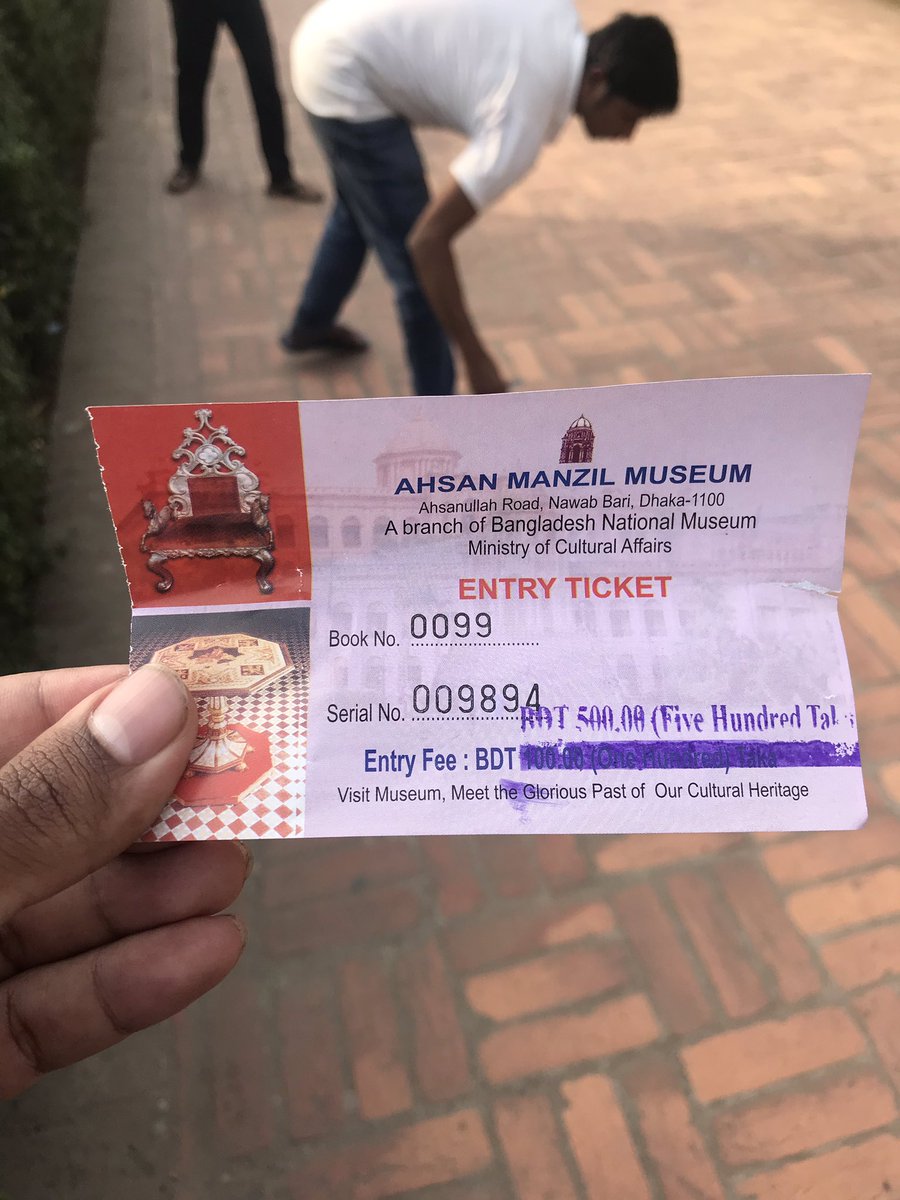 AHSAN MANZIL MUSEUM
Ahsanullah Road, Nawab Bari, Dhaka-1100
A branch of Bangladesh National Museum
Ministry of Cultural Affairs
ENTRY TICKET
Book No. 0099
Serial No. 009894
BDT 500.00 (Five Hundred Tak
Entry Fee : BDT 100.00 (One Hundred) Taka
Visit Museum, Meet the Glorious Past of Our Cultural Heritage